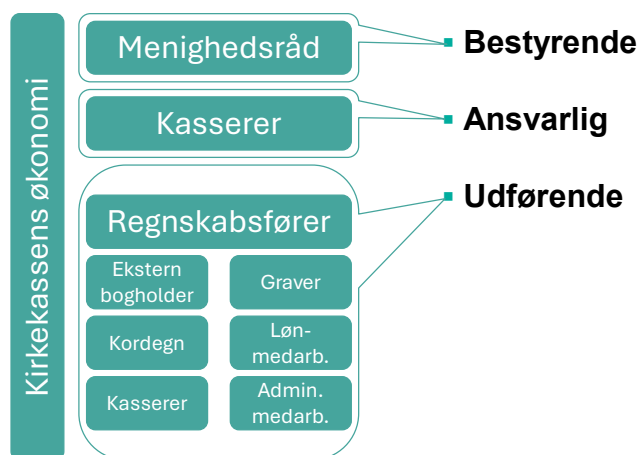 Kirkekassens økonomi
Menighedsråd
Bestyrende
Kasserer
Ansvarlig
Udførende
Regnskabsfører
Ekstern
bogholder
Graver
Kordegn
Løn-
medarb.
Kasserer
Admin.
medarb.